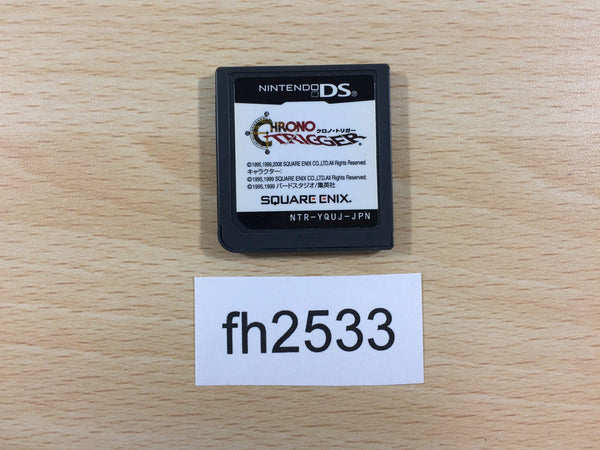 NINTENDO DS®
CHRONO
クロノ・トリガー
TRIGGER®
©1995,1999,2008 SQUARE ENIX CO.,LTD.All Rights Reserved.
キャラクター:
©1995,1999 SQUARE ENIX CO.,LTD.All Rights Reserved.
©1995,1999 バードスタジオ/集英社
SQUARE ENIX.
NTR-YQUJ-JPN
fh2533